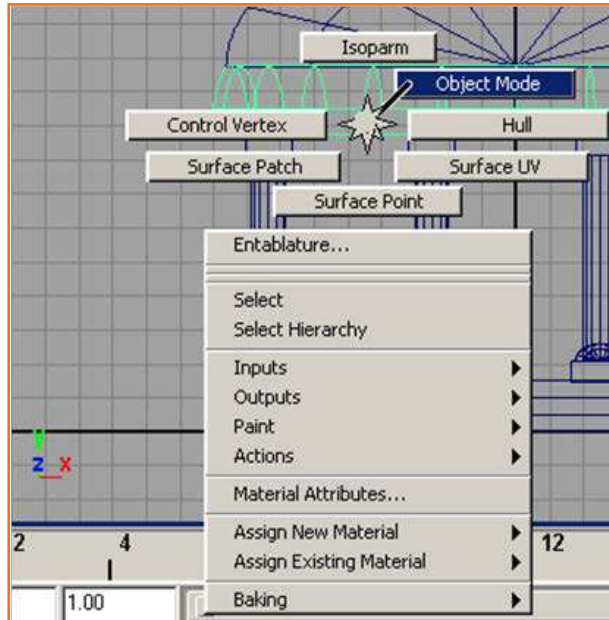 Isoparm
Object Mode
Control Vertex
Hull
Surface Patch
Surface UV
Surface Point
Entablature...
Select
Select Hierarchy
Inputs
Outputs
Paint
Actions
Z X
Material Attributes...
2 4 12
Assign New Material
Assign Existing Material
1.00
Baking